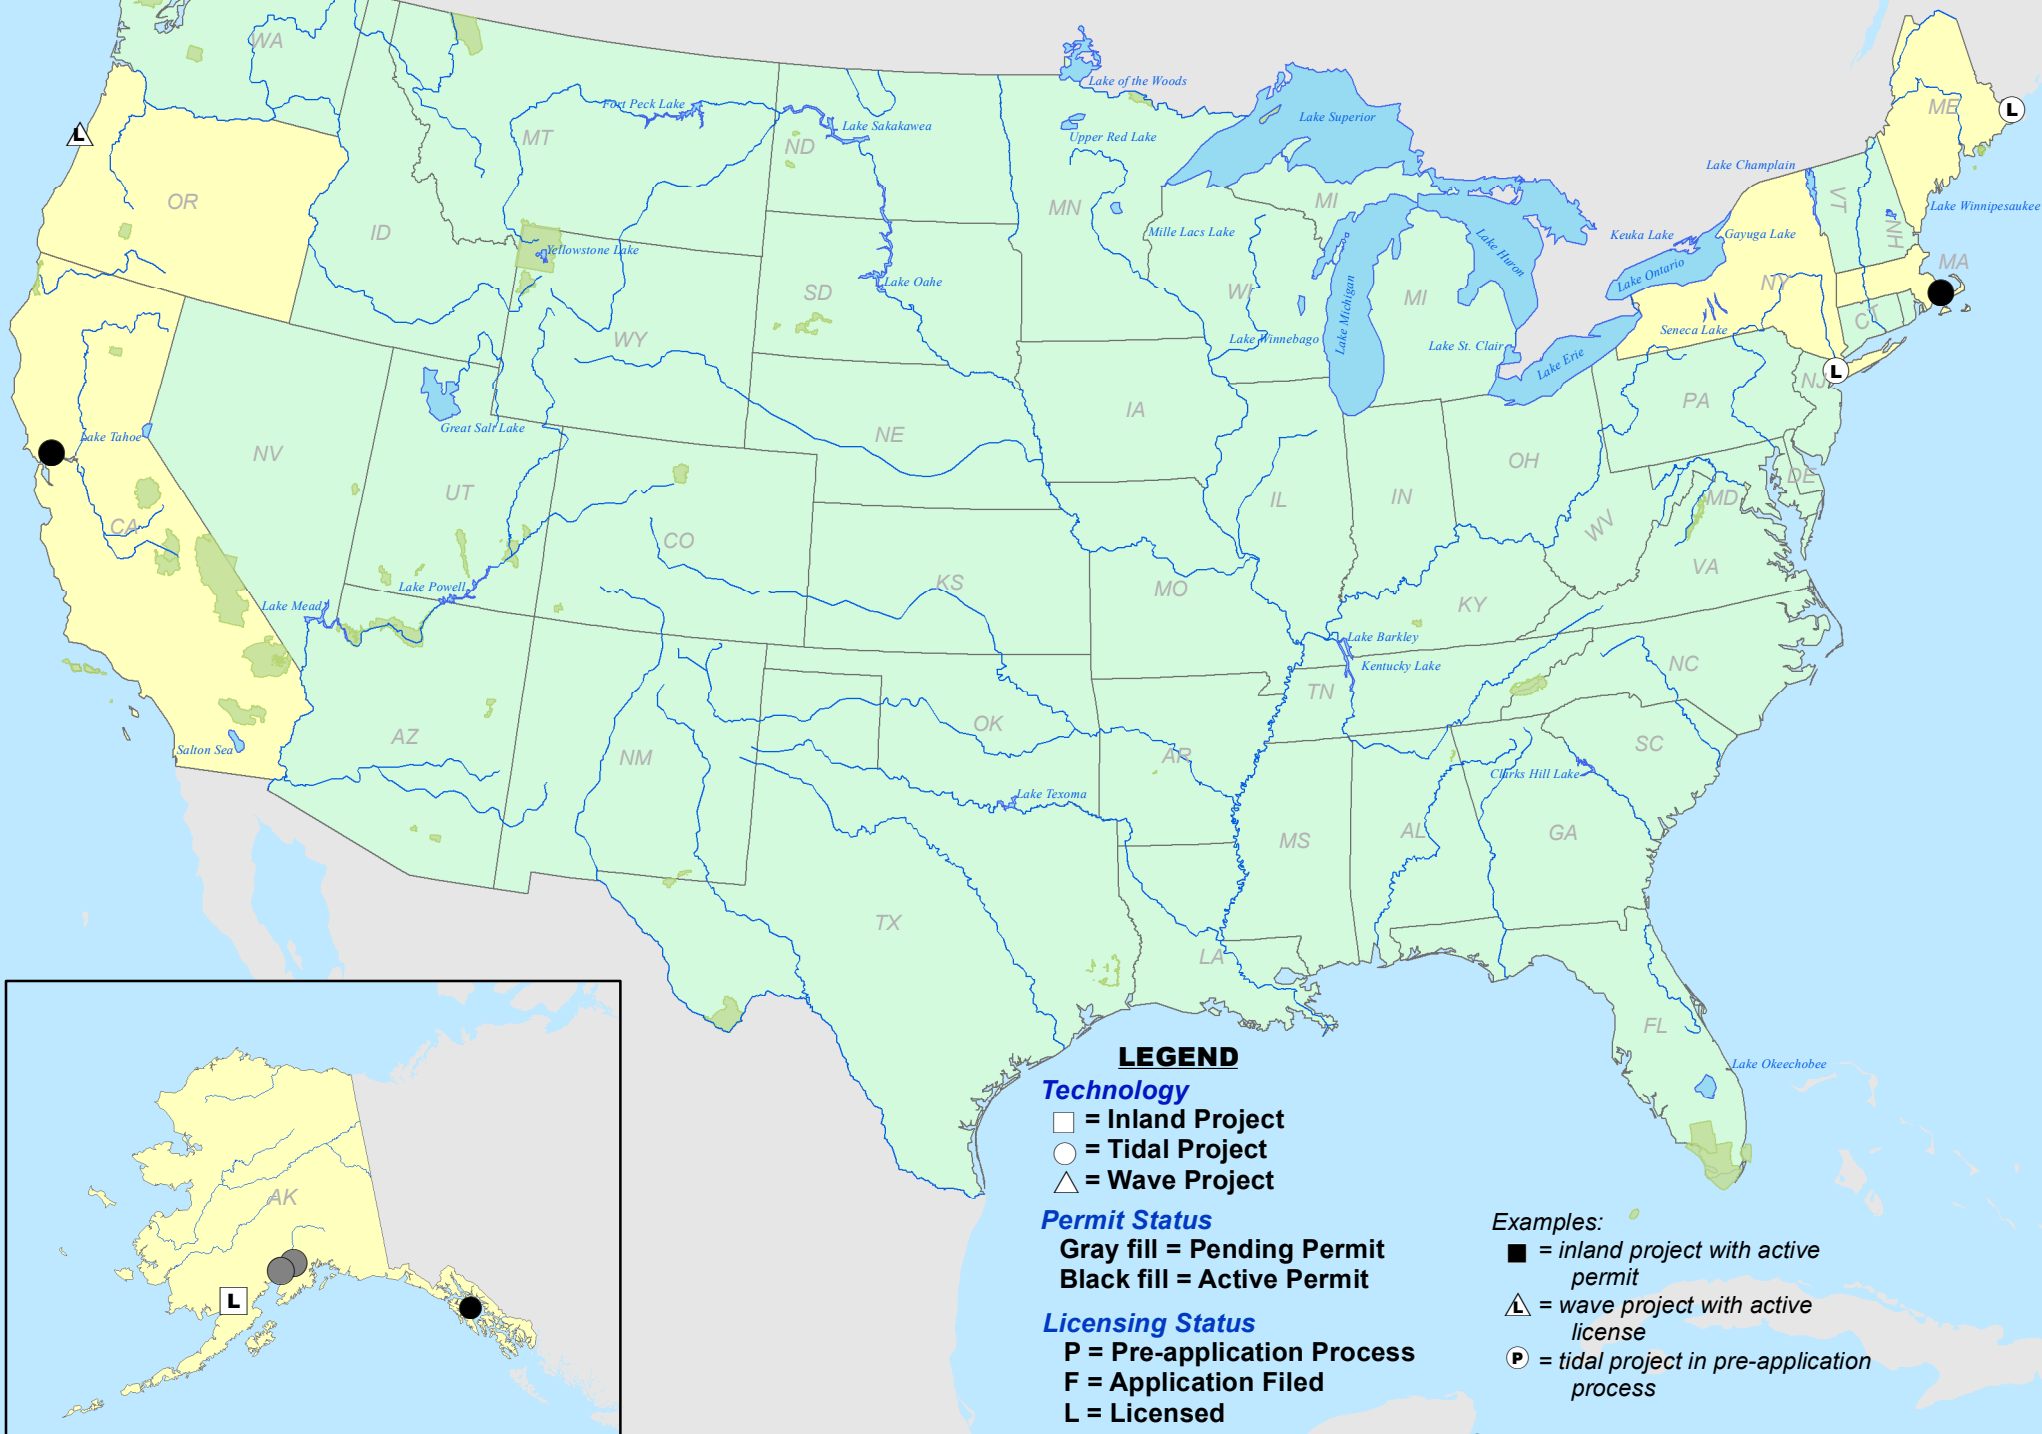 WA
Lake of the Woods
Fort Peck Lake
ME
L
L
MT
Lake Sakakawea
Lake Superior
ND
Upper Red Lake
Lake Champlain
OR
MN
MI
VT
Lake Winnipesaukee
ID
Mille Lacs Lake
Keuka Lake
Gayuga Lake
NH
Yellowstone Lake
Lake Huron
MA
Lake Ontario
Lake Oahe
SD
WI
MI
NY
Lake Michigan
CT
WY
Lake Winnebago
Lake St. Clair
Seneca Lake
Lake Erie
L
NJ
IA
PA
Great Salt Lake
Lake Tahoe
NE
NV
OH
UT
IL
IN
DE
MD
CA
WV
CO
VA
Lake Powell
KS
MO
Lake Mead
KY
Lake Barkley
Kentucky Lake
NC
TN
OK
AZ
SC
Salton Sea
NM
AR
Clarks Hill Lake
Lake Texoma
MS
AL
GA
TX
LA
FL
Lake Okeechobee
AK
L
LEGEND
Technology
= Inland Project
= Tidal Project
= Wave Project
Permit Status
Gray fill = Pending Permit
Black fill = Active Permit
Licensing Status
P = Pre-application Process
F = Application Filed
L = Licensed
Examples:
= inland project with active
permit
L = wave project with active
license
P = tidal project in pre-application
process